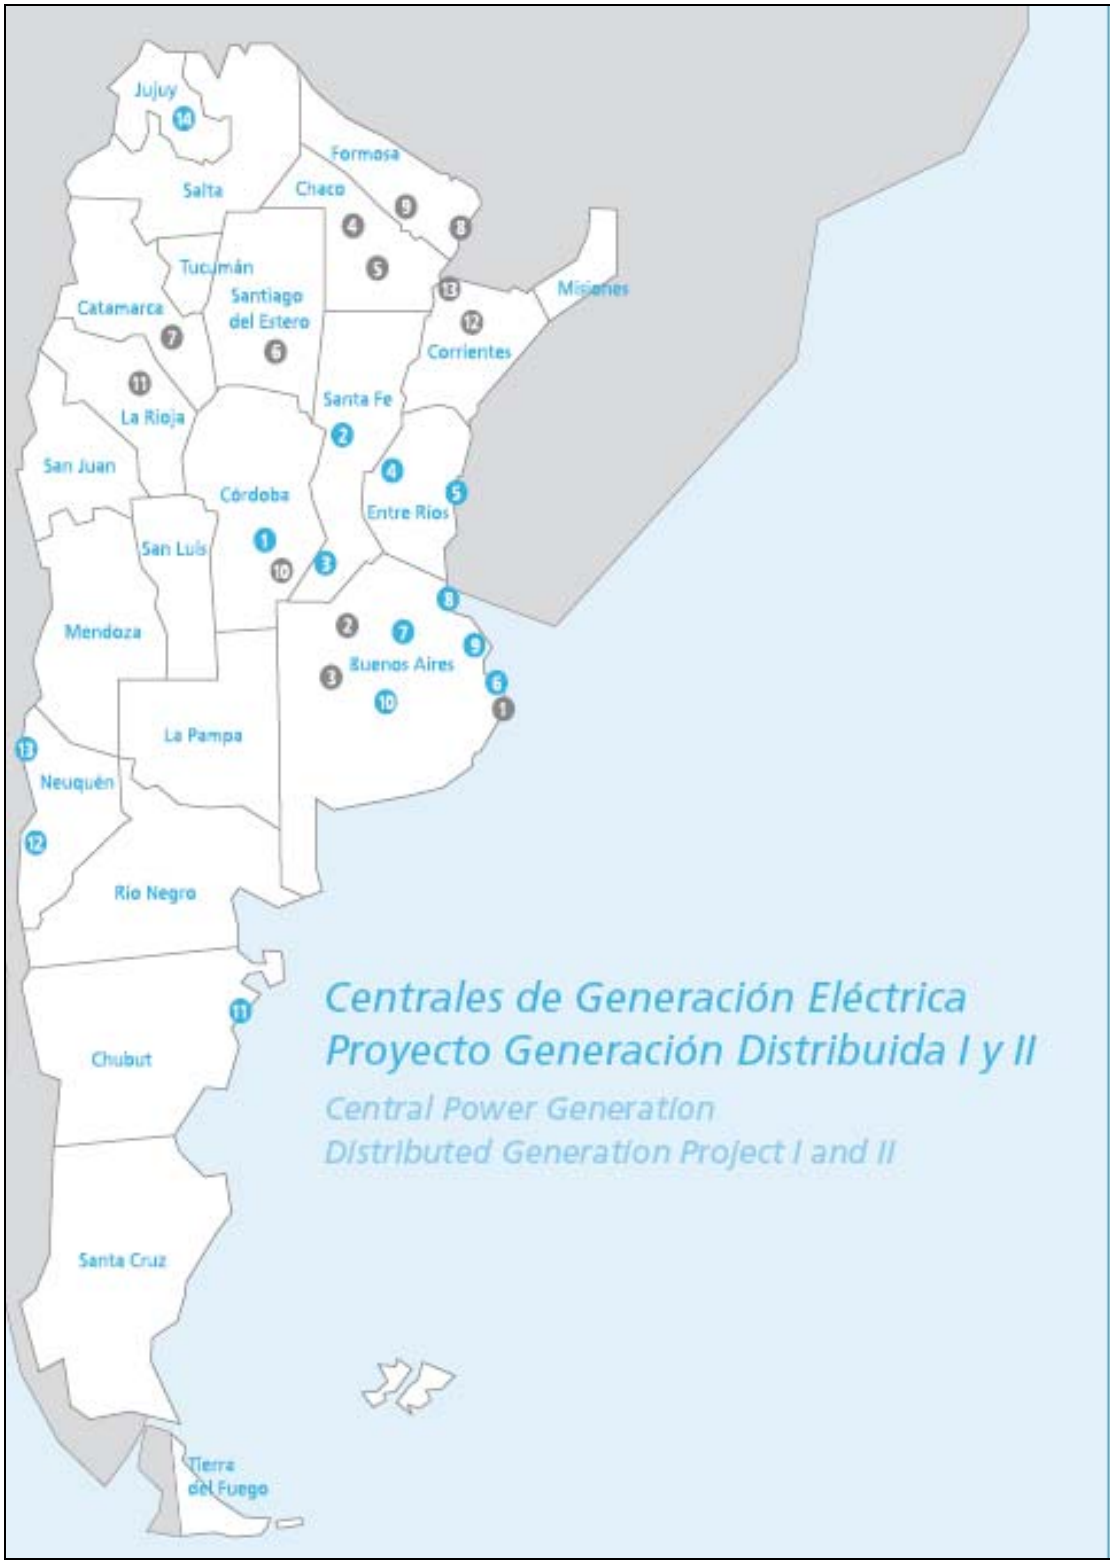 Jujuy
14
Formosa
Salta
Chaco
9
4
8
Tucumán
5
Misiones
13
Santiago
del Estero
Catamarca
12
7
6
Corrientes
11
La Rioja
Santa Fe
2
San Juan
4
Córdoba
5
Entre Ríos
1
San Luis
3
10
8
2
7
Mendoza
9
Buenos Aires
3
6
10
1
La Pampa
13
Neuquén
12
Río Negro
Centrales de Generación Eléctrica
11
Proyecto Generación Distribuida I y II
Chubut
Central Power Generation
Distributed Generation Project I and II
Santa Cruz
Tierra
del Fuego